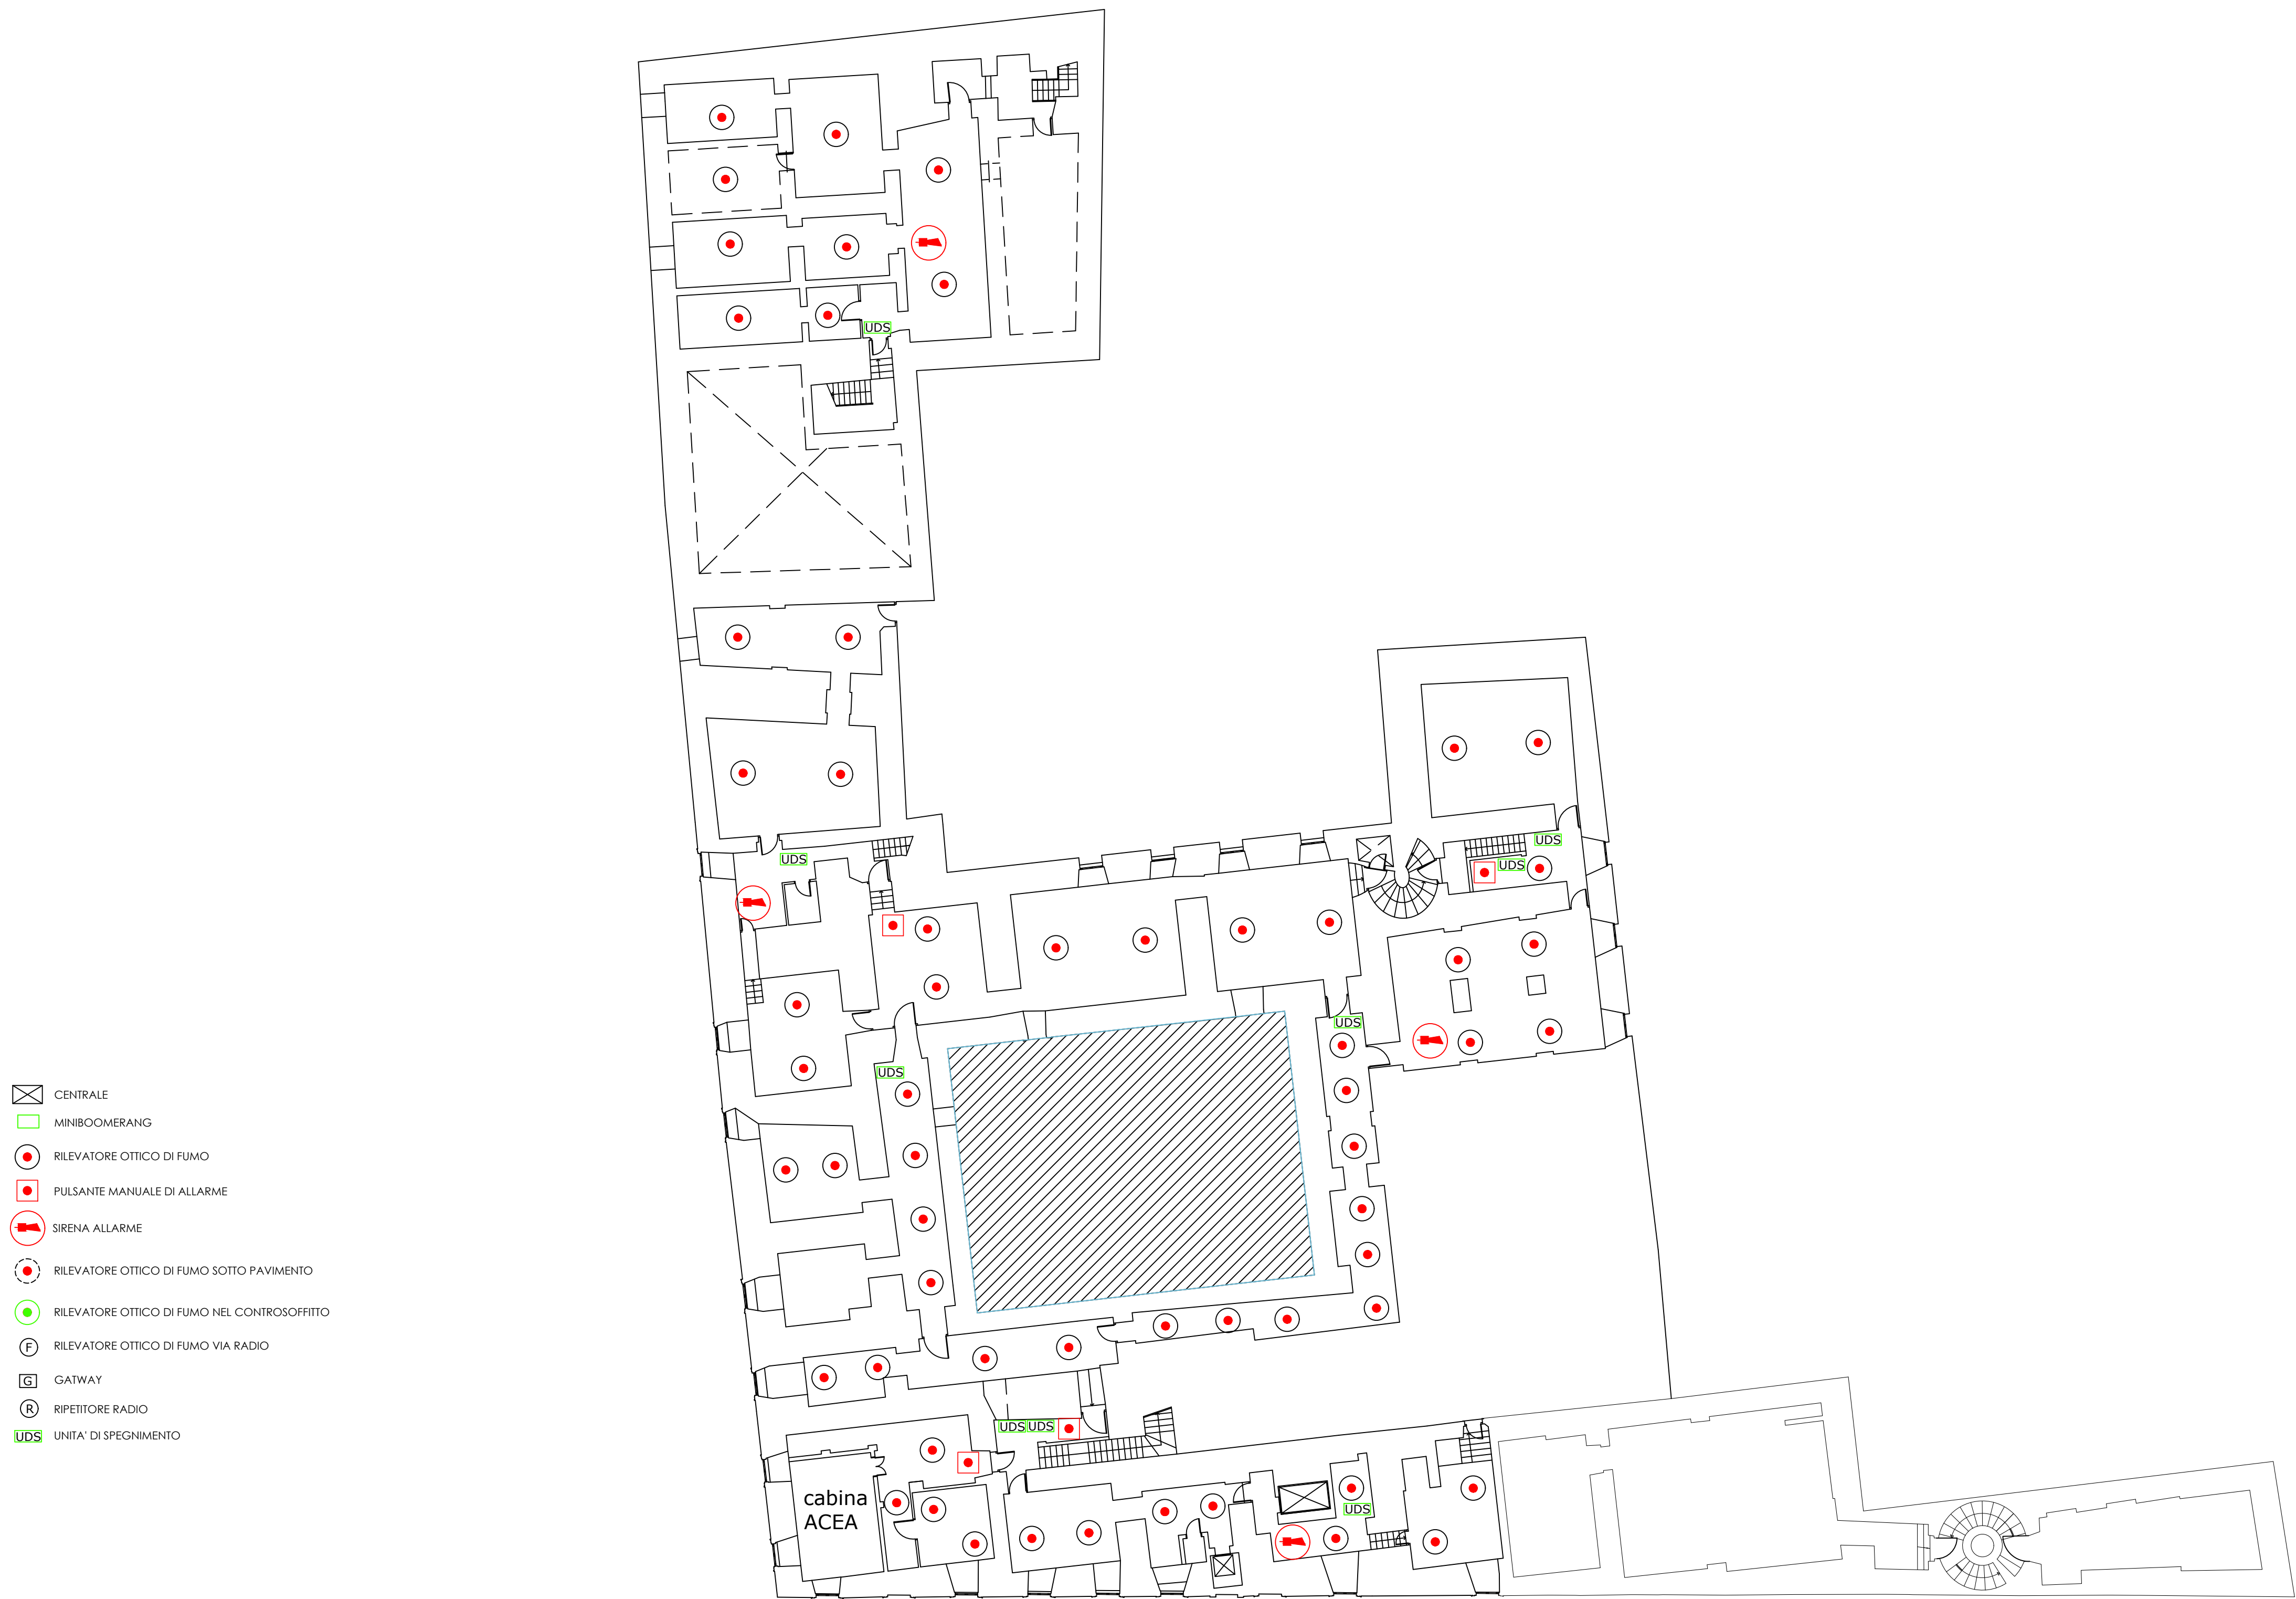 UDS
UDS
UDS
UDS
UDS
UDS
CENTRALE
MINIBOOMERANG
RILEVATORE OTTICO DI FUMO
PULSANTE MANUALE DI ALLARME
SIRENA ALLARME
RILEVATORE OTTICO DI FUMO SOTTO PAVIMENTO
RILEVATORE OTTICO DI FUMO NEL CONTROSOFFITTO
F RILEVATORE OTTICO DI FUMO VIA RADIO
G GATWAY
R RIPETITORE RADIO
UDS UNITA' DI SPEGNIMENTO
UDS UDS
cabina
ACEA
UDS